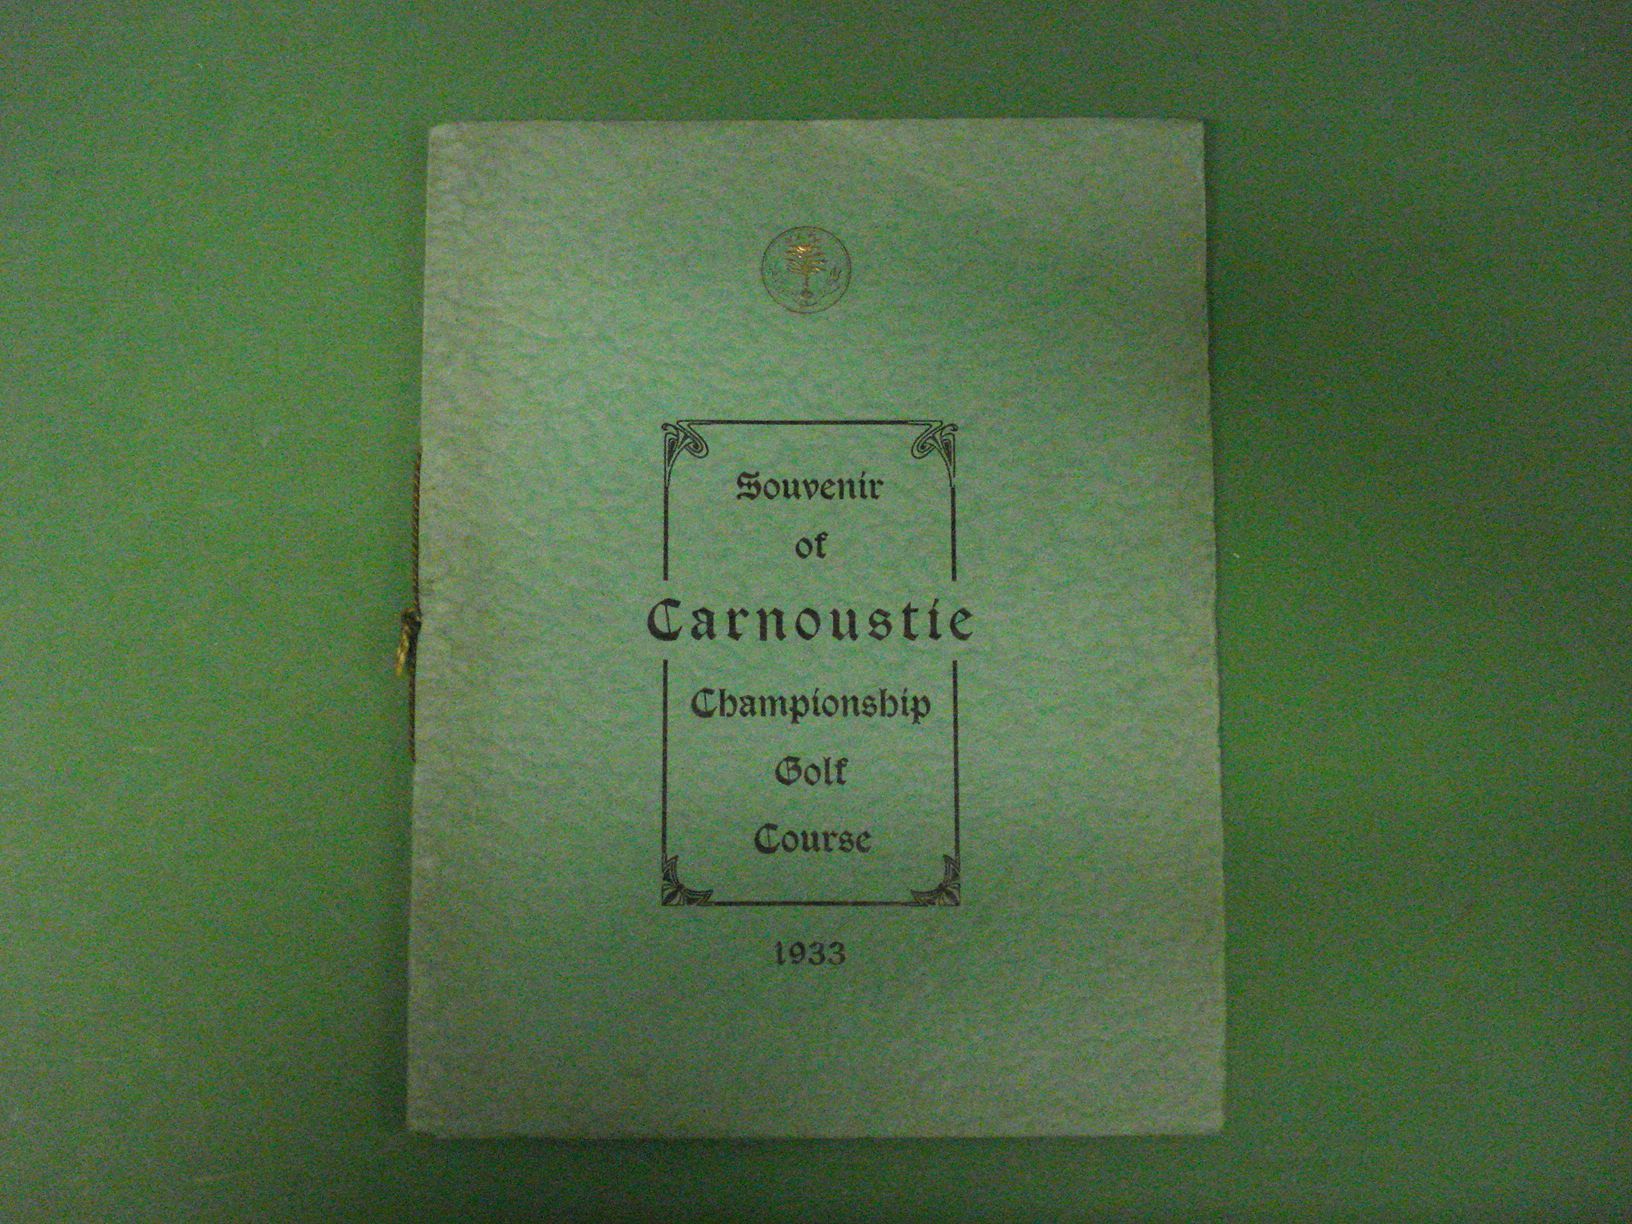 Souvenir
of
Carnoustie
Championship
Golf
Course
1933